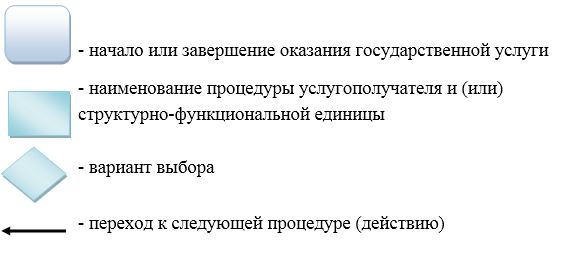 - начало или завершение оказания государственной услуги
- наименование процедуры услугополучателя и (или)
структурно-функциональной единицы
- вариант выбора
- переход к следующей процедуре (действию)